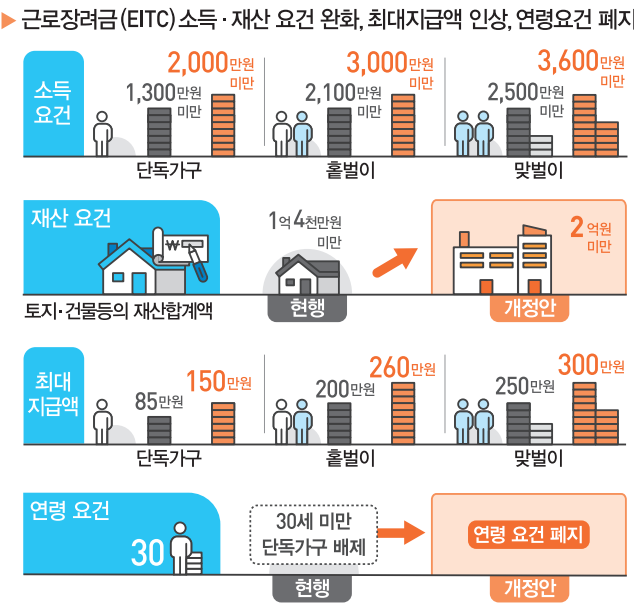 ▶ 근로장려금(EITC) 소득·재산 요건 완화, 최대지급액 인상, 연령요건 폐지
소득
요건
1,300만원
미만
2,000만원
미만
단독가구
2,100만원
미만
3,000만원
미만
홑벌이
2,500만원
미만
3,600만원
미만
맞벌이
재산 요건
₩
토지·건물등의 재산합계액
1억 4천만원
미만
현행
2억원
미만
개정안
최대
지급액
85만원
150만원
단독가구
200만원
260만원
홑벌이
250만원
300만원
맞벌이
연령 요건
30
30세 미만
단독가구 배제
현행
연령 요건 폐지
개정안